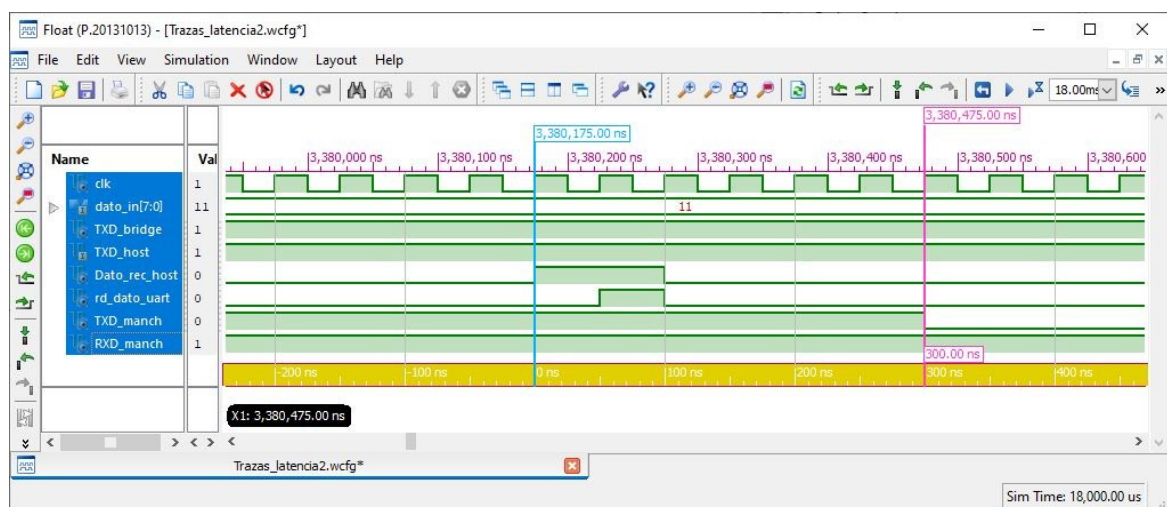 Float (P.20131013) - [Trazas_latencia2.wcfg*]
File Edit View Simulation Window Layout Help
18.00ms
»
3,380,475.00 ns
3,380,175.00 ns
Name Val
3,380,000 ns 3,380,100 ns 3,380,200 ns 3,380,300 ns 3,380,400 ns 3,380,500 ns 3,380,600
clk 1
dato_in[7:0] 11 11
TXD_bridge 1
TXD_host 1
Dato_rec_host 0
rd_dato_uart 0
TXD_manch 0
RXD_manch 1
300.00 ns
-200 ns -100 ns 0 ns 100 ns 200 ns 300 ns 400 ns
X1: 3,380,475.00 ns
Trazas_latencia2.wcfg*
Sim Time: 18,000.00 us